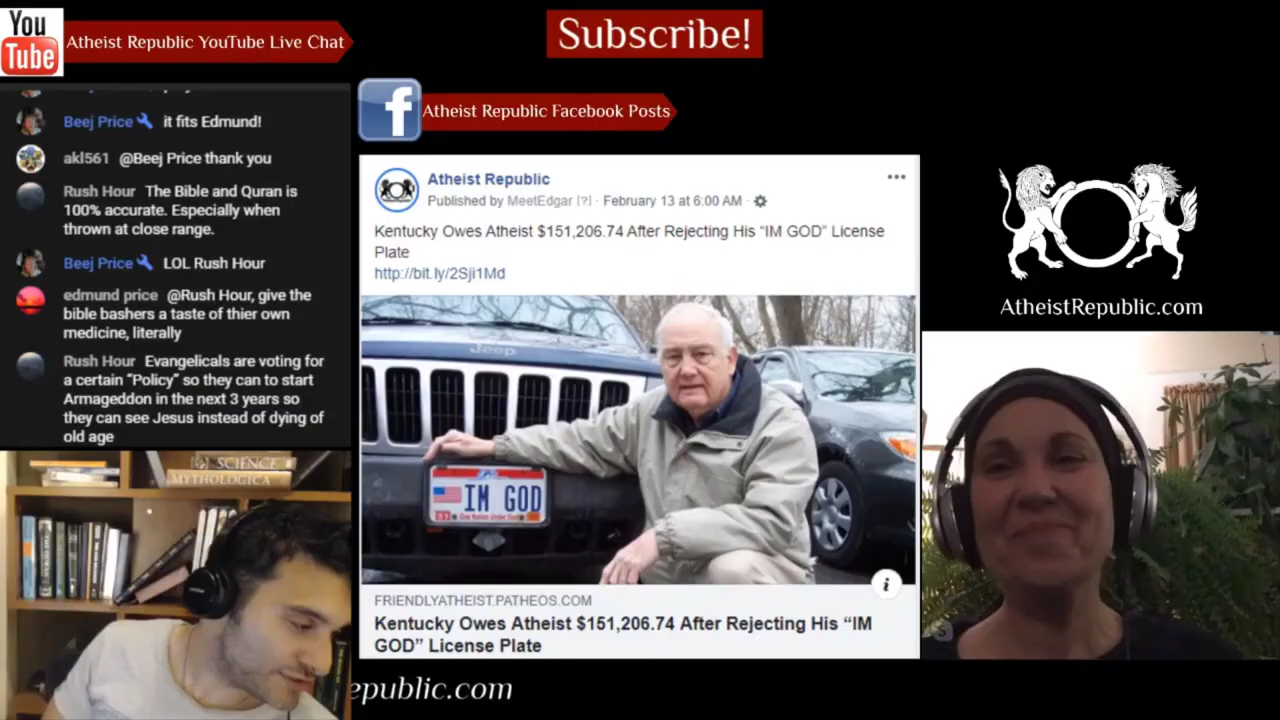 You
Tube
Atheist Republic YouTube Live Chat
Subscribe!
Beej Price it fits Edmund!
akl561 @Beej Price thank you
Rush Hour The Bible and Quran is
100% accurate. Especially when
thrown at close range.
Beej Price LOL Rush Hour
edmund price @Rush Hour, give the
bible bashers a taste of thier own
medicine, literally
Rush Hour Evangelicals are voting for
a certain “Policy” so they can to start
Armageddon in the next 3 years so
they can see Jesus instead of dying of
old age
f
Atheist Republic Facebook Posts
Atheist Republic
Published by MeetEdgar [?] · February 13 at 6:00 AM ·
Kentucky Owes Atheist $151,206.74 After Rejecting His “IM GOD” License
Plate
http://bit.ly/2Sji1Md
Jeep
IM GOD
One Nation Under God
i
FRIENDLYATHEIST.PATHEOS.COM
Kentucky Owes Atheist $151,206.74 After Rejecting His “IM
GOD” License Plate
AtheistRepublic.com
SCIENCE
MYTHOLOGICA
S
epublic.com